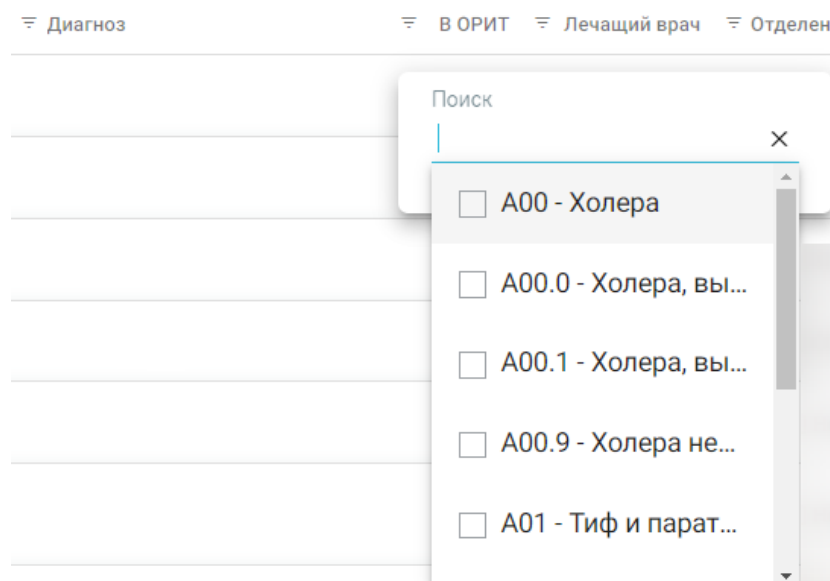 Диагноз В ОРИТ Лечащий врач Отделен
Поиск
A00 - Холера
A00.0 - Холера, вы...
A00.1 - Холера, вы...
A00.9 - Холера не...
A01 - Тиф и парат...